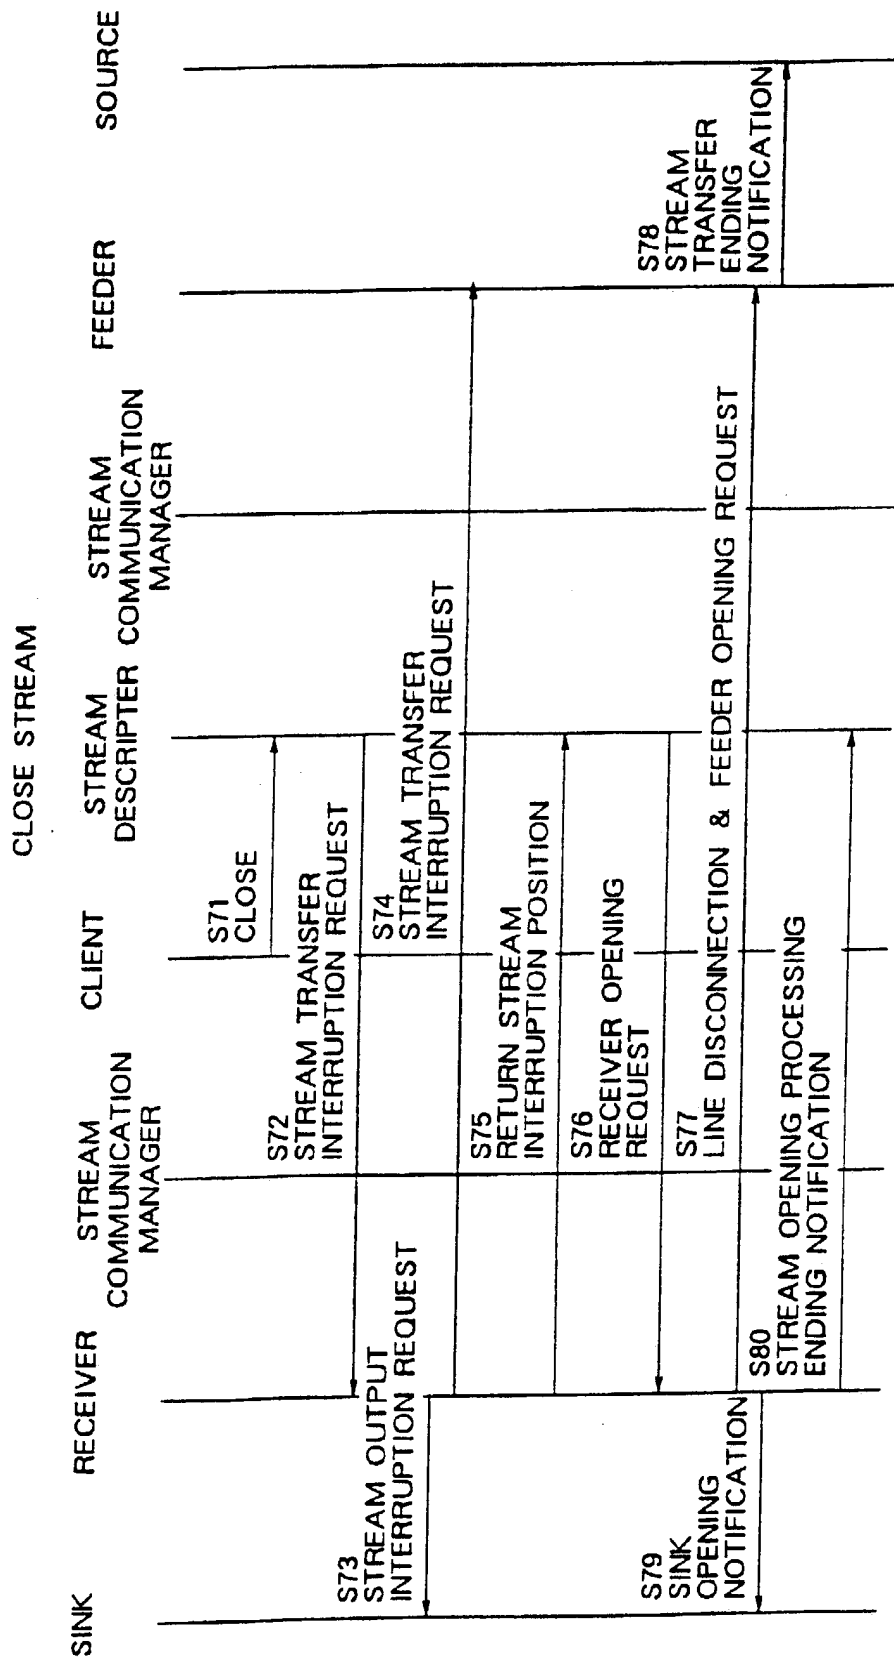 CLOSE STREAM
SINK
RECEIVER
STREAM
COMMUNICATION
MANAGER
CLIENT
STREAM
DESCRIPTER
STREAM
COMMUNICATION
MANAGER
FEEDER
SOURCE
S71
CLOSE
S72
STREAM TRANSFER
INTERRUPTION REQUEST
S73
STREAM OUTPUT
INTERRUPTION REQUEST
S74
STREAM TRANSFER
INTERRUPTION REQUEST
S75
RETURN STREAM
INTERRUPTION POSITION
S76
RECEIVER OPENING
REQUEST
S77
LINE DISCONNECTION & FEEDER OPENING REQUEST
S78
STREAM
TRANSFER
ENDING
NOTIFICATION
S79
SINK
OPENING
NOTIFICATION
S80
STREAM OPENING PROCESSING
ENDING NOTIFICATION